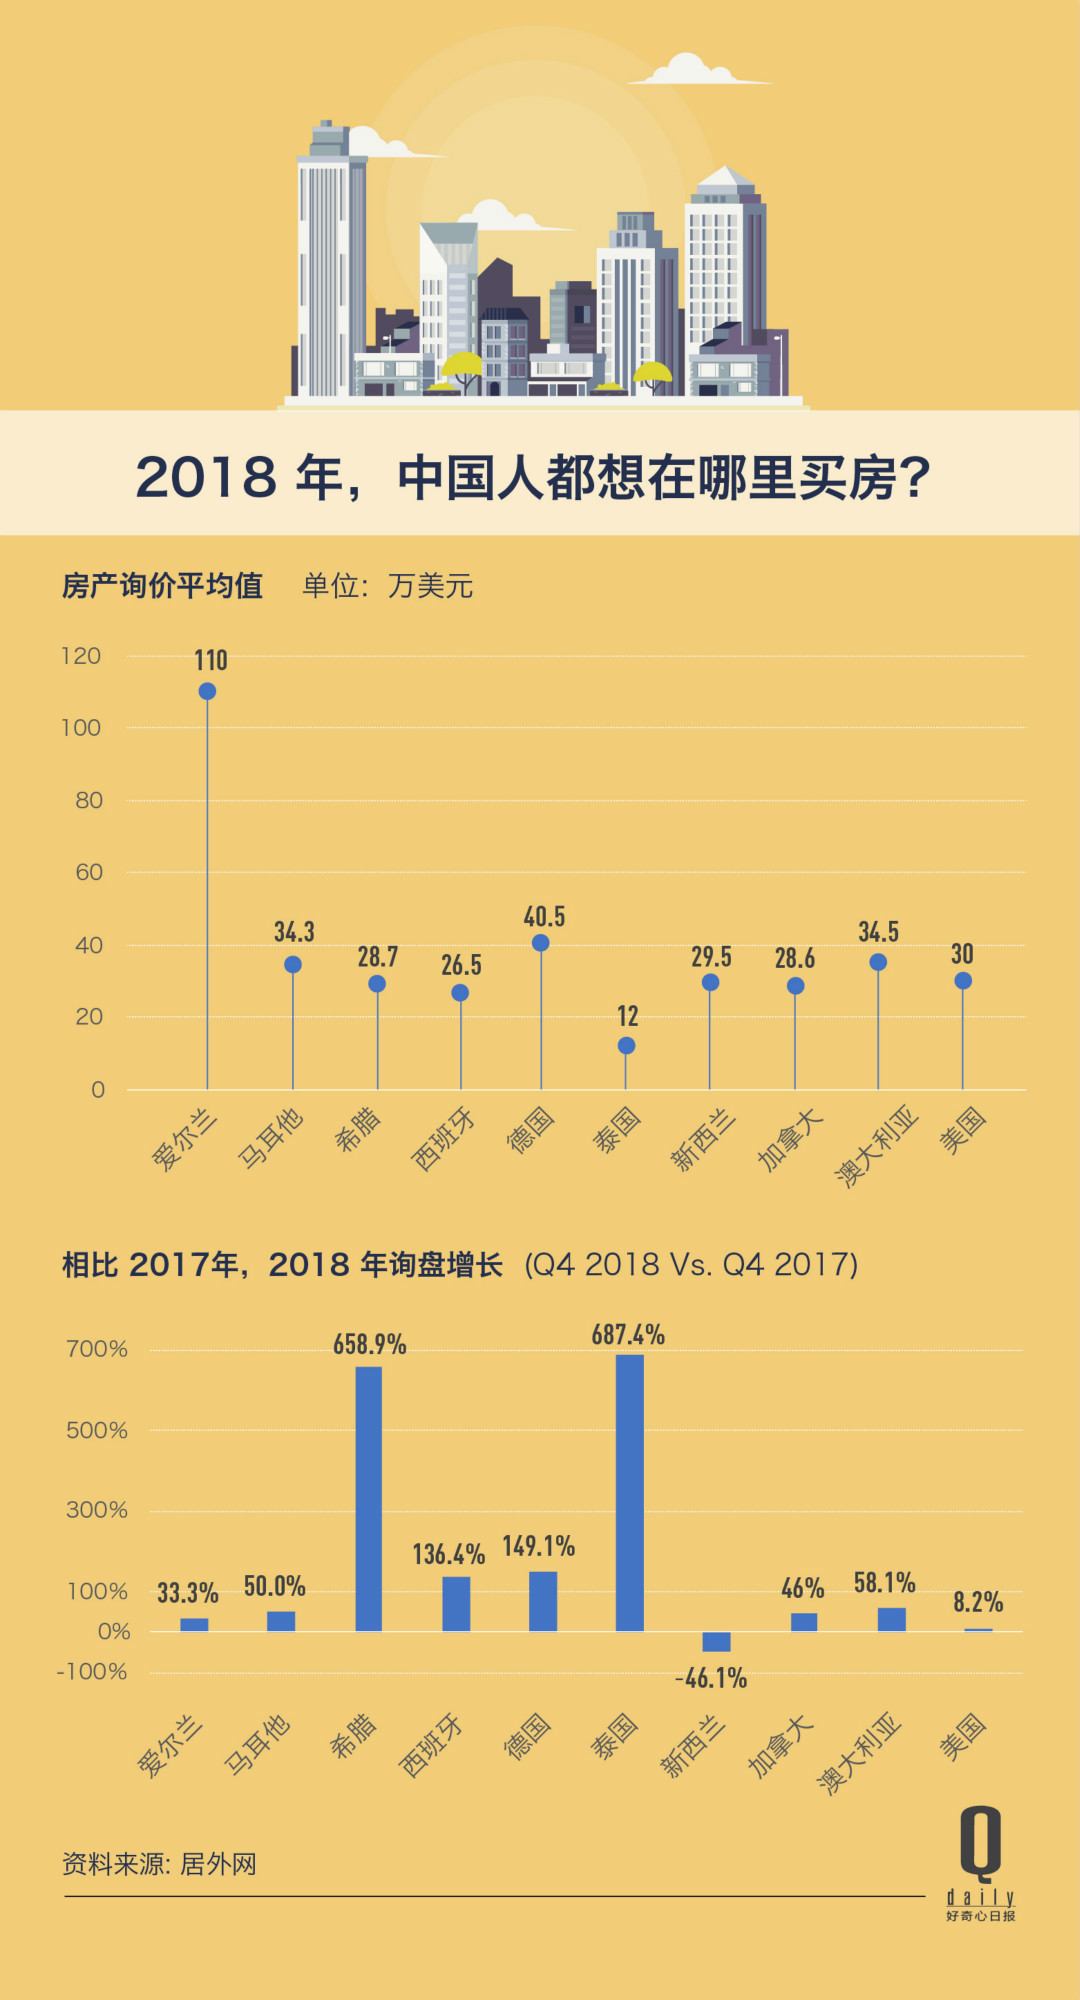 2018 年，中国人都想在哪里买房？
房产询价平均值 单位：万美元
120
100
80
60
40
20
0
110
34.3
28.7
26.5
40.5
12
29.5
28.6
34.5
30
爱尔兰
马耳他
希腊
西班牙
德国
泰国
新西兰
加拿大
澳大利亚
美国
相比 2017年，2018 年询盘增长 (Q4 2018 Vs. Q4 2017)
700%
500%
300%
100%
0%
-100%
33.3%
50.0%
658.9%
136.4%
149.1%
687.4%
-46.1%
46%
58.1%
8.2%
爱尔兰
马耳他
希腊
西班牙
德国
泰国
新西兰
加拿大
澳大利亚
美国
资料来源: 居外网
Q
daily
好奇心日报